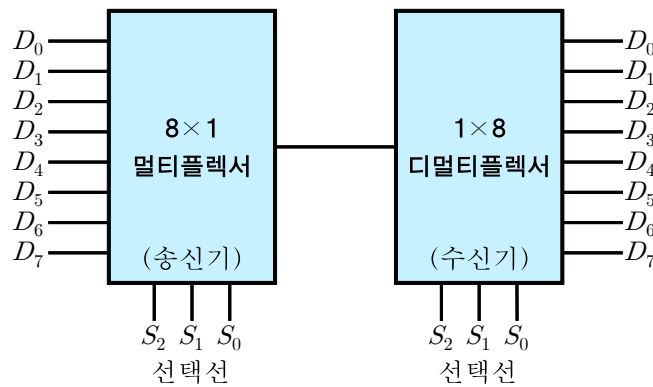 D₀
D₁
D₂
D₃
D₄
D₅
D₆
D₇
8×1
멀티플렉서
(송신기)
S₂ S₁ S₀
선택선
1×8
디멀티플렉서
(수신기)
S₂ S₁ S₀
선택선
D₀
D₁
D₂
D₃
D₄
D₅
D₆
D₇